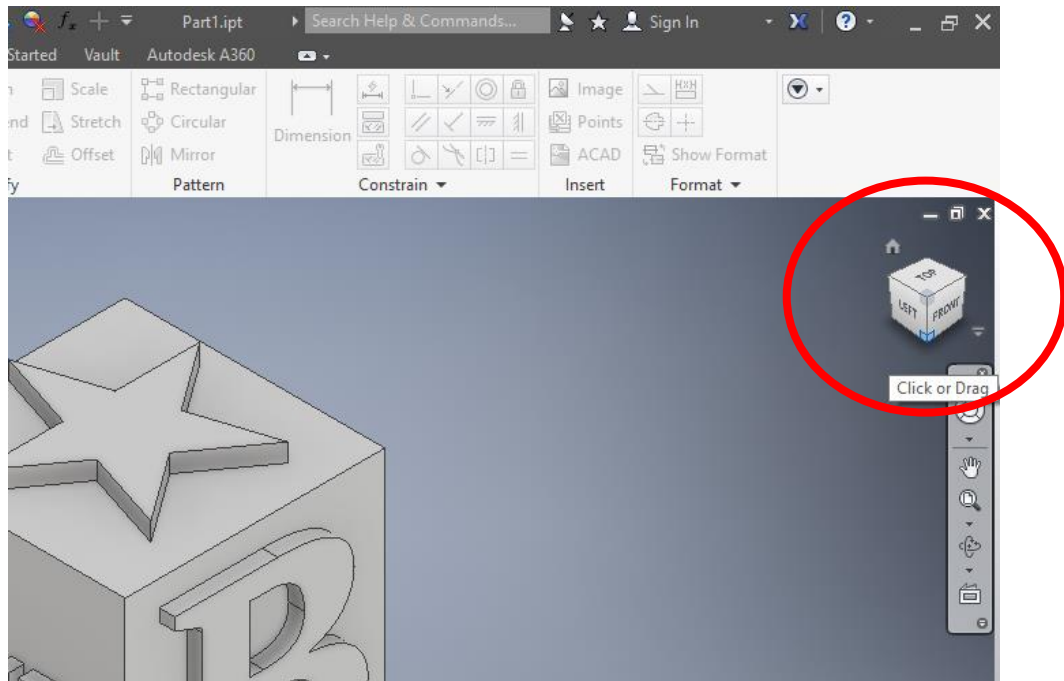 fx Part1.ipt Search Help & Commands... Sign In ?
Started Vault Autodesk A360
Scale Rectangular Image
Stretch Circular Dimension Points
Offset Mirror ACAD Show Format
Pattern Constrain Insert Format
TOP
LEFT FRONT
Click or Drag
B